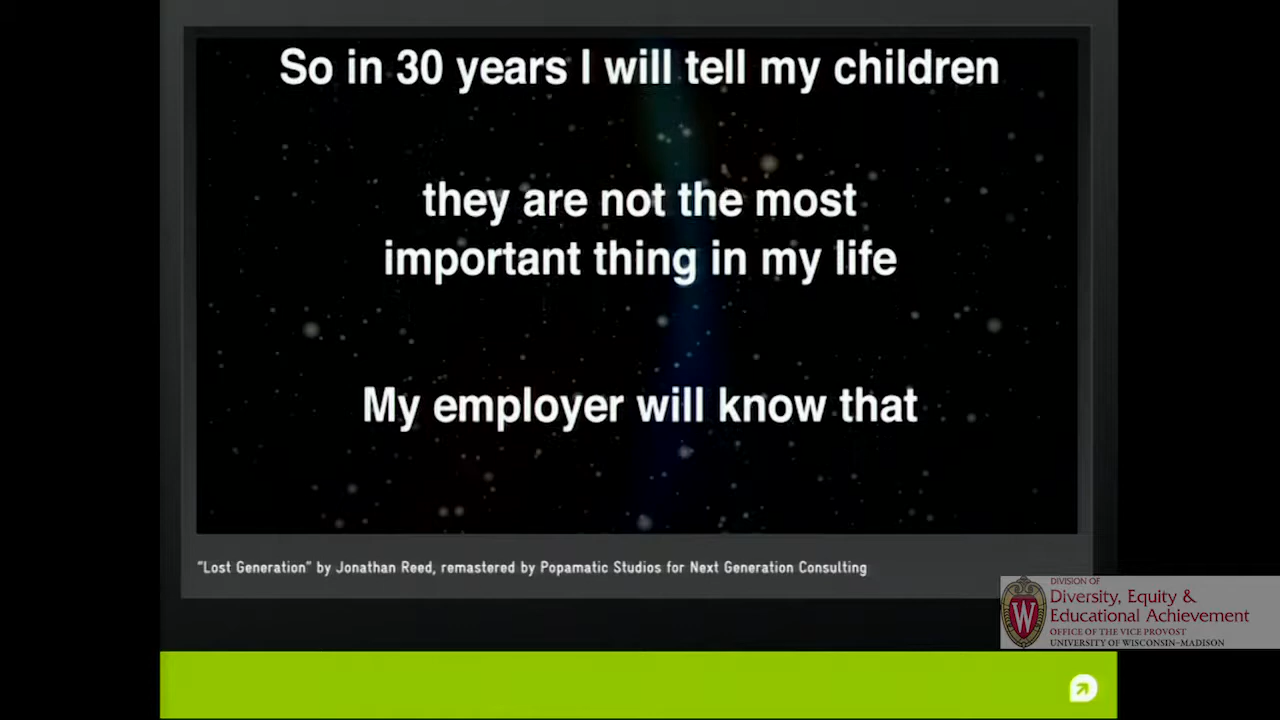 So in 30 years I will tell my children
they are not the most
important thing in my life
My employer will know that
“Lost Generation” by Jonathan Reed, remastered by Popamatic Studios for Next Generation Consulting
DIVISION OF
Diversity, Equity &
Educational Achievement
OFFICE OF THE VICE PROVOST
UNIVERSITY OF WISCONSIN–MADISON
W